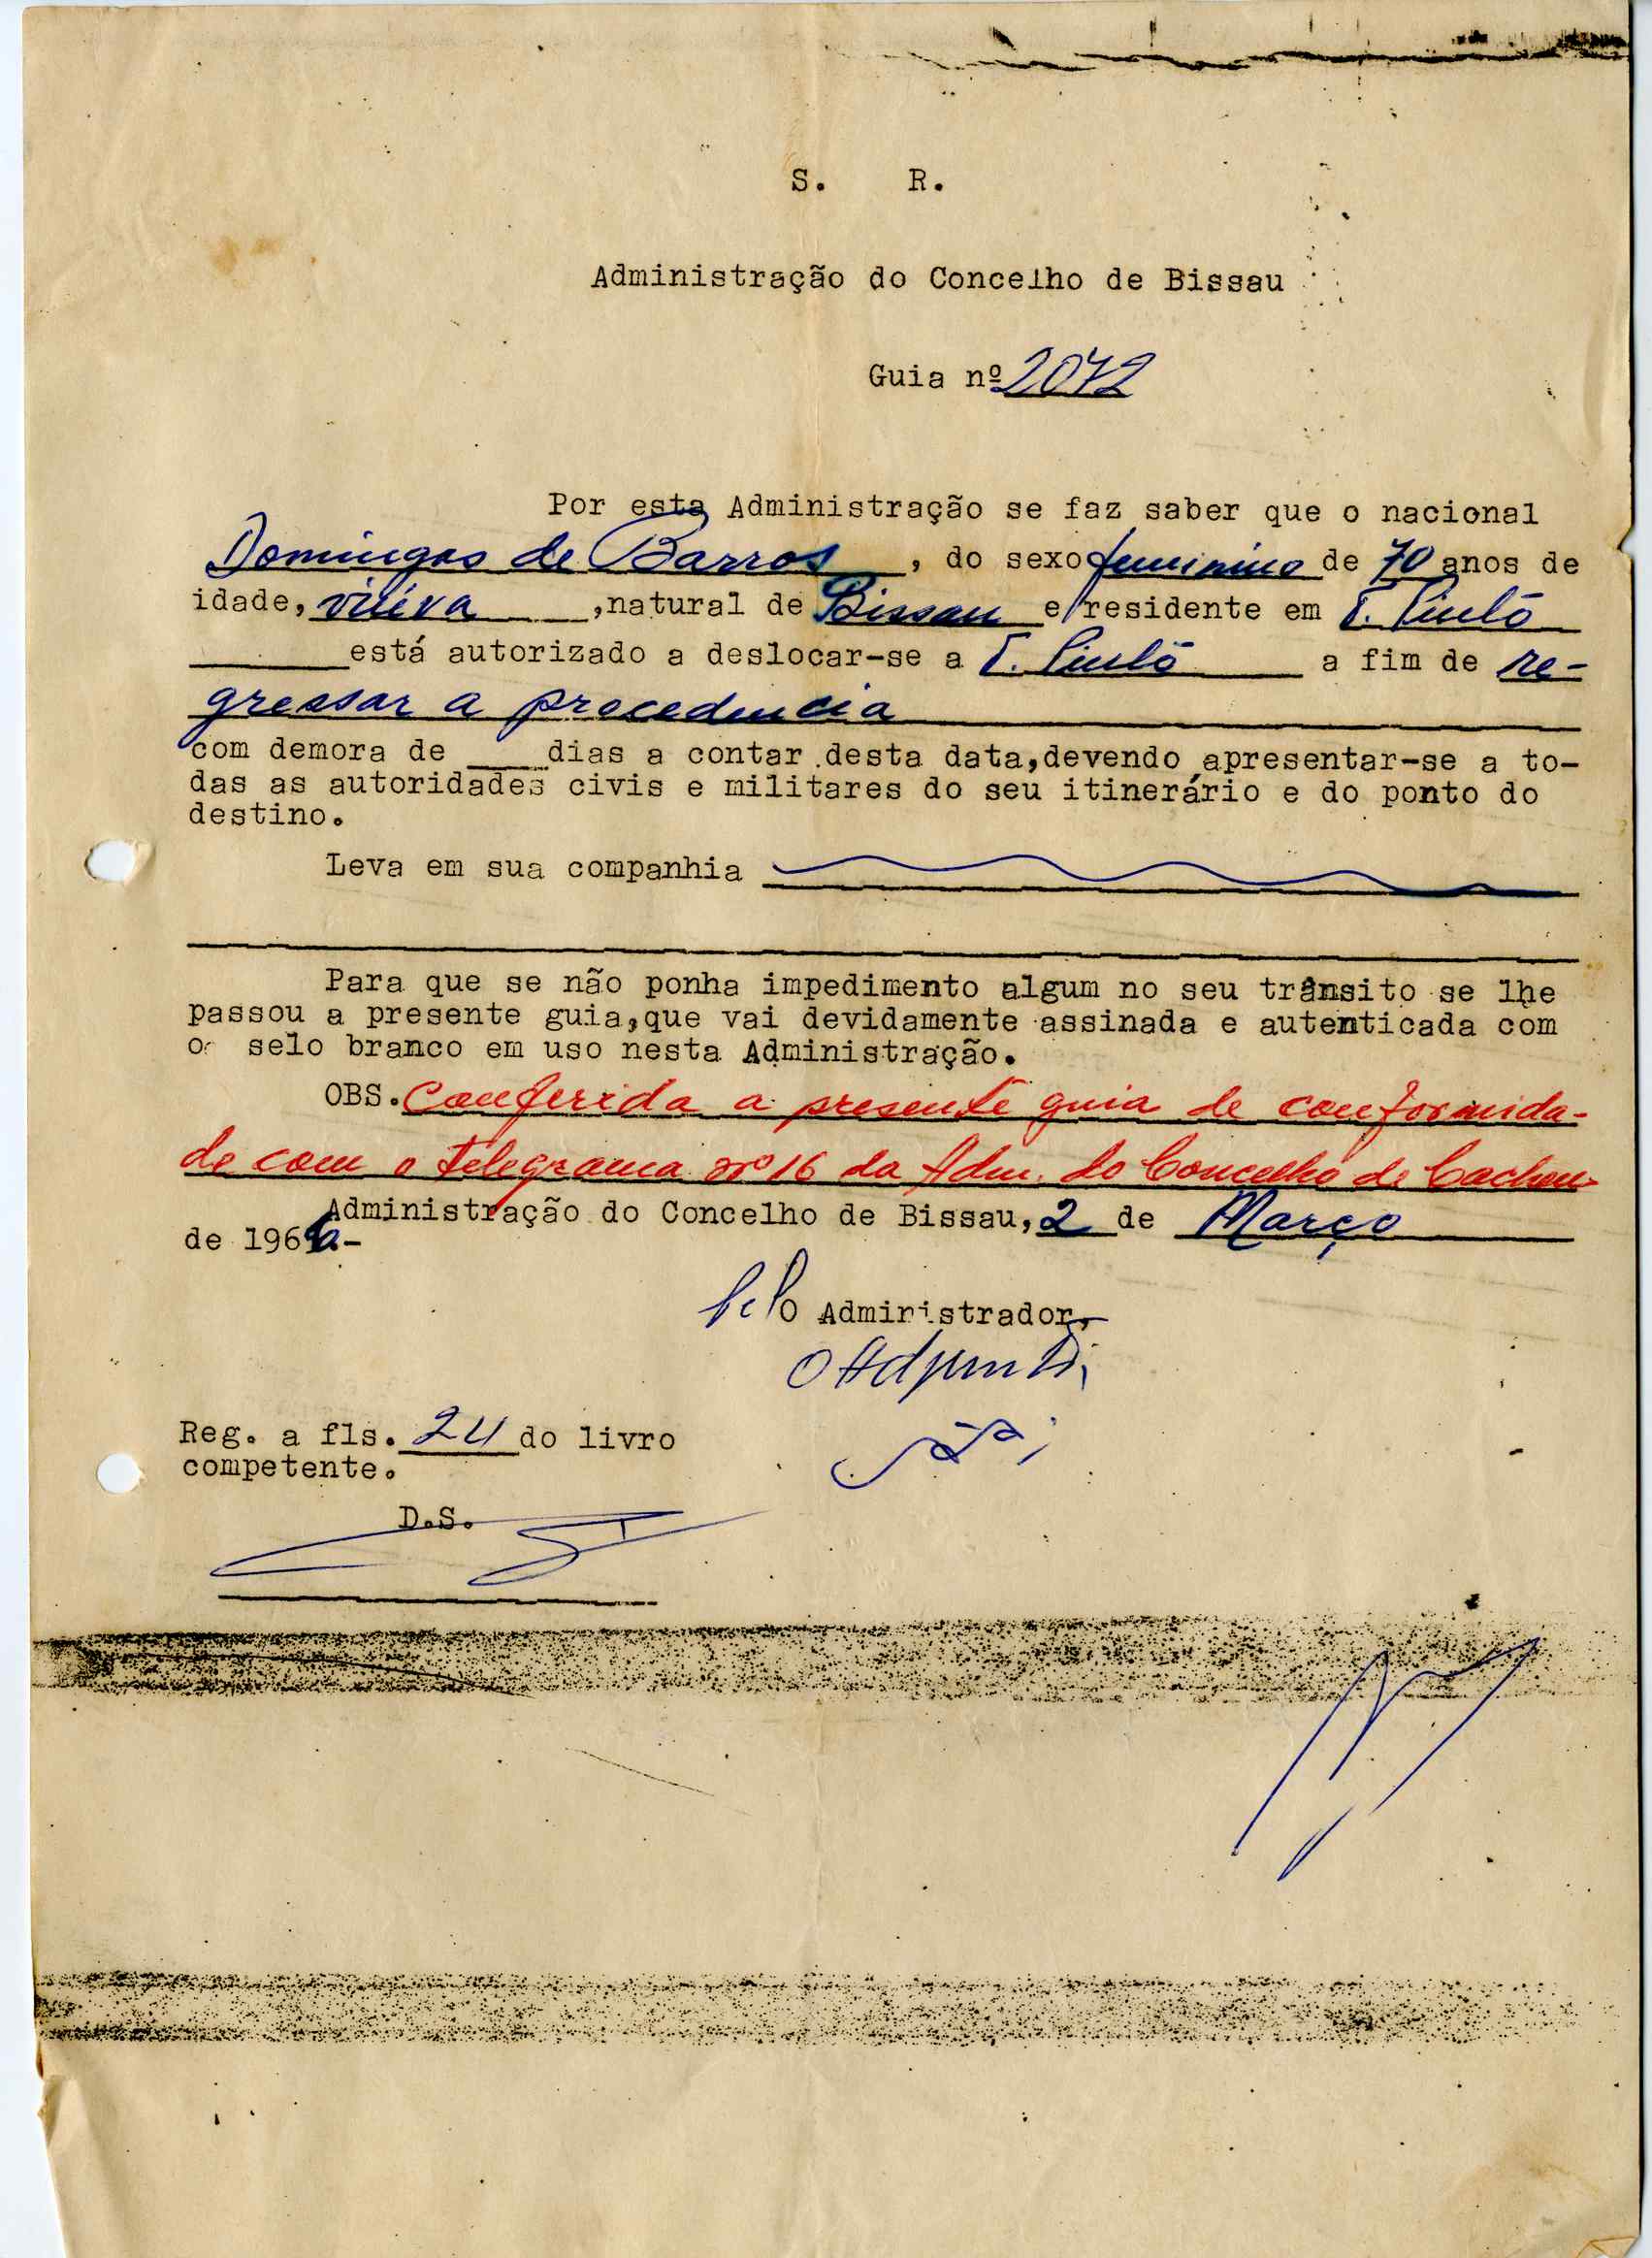 S. R.
Administração do Concelho de Bissau
Guia nº 2072
Por esta Administração se faz saber que o nacional
Domingas de Barros, do sexo feminino de 70 anos de
idade, viúva, natural de Bissau e residente em T. Pinto
está autorizado a deslocar-se a T. Pinto a fim de re-
gressar a procedencia
com demora de ___ dias a contar desta data, devendo apresentar-se a to-
das as autoridades civis e militares do seu itinerário e do ponto do
destino.
Leva em sua companhia
Para que se não ponha impedimento algum no seu trânsito se lhe
passou a presente guia, que vai devidamente assinada e autenticada com
o selo branco em uso nesta Administração.
OBS. Conferida a presente guia de conformida-
de com o telegrama nº 16 da Adm. do Concelho de Cacheu
Administração do Concelho de Bissau, 2 de Março
de 1966.-
Pelo Administrador,
O Adjunto,
Reg. a fls. 24 do livro
competente.
D.S.